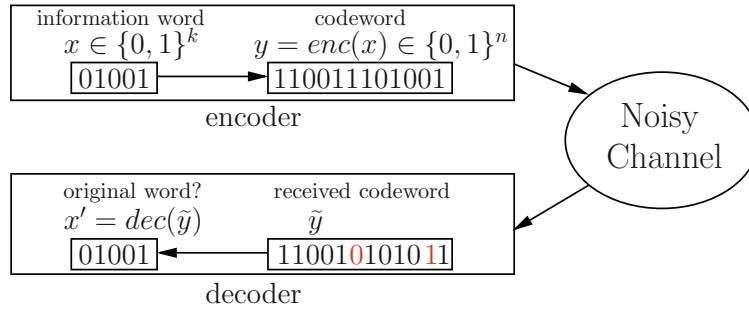 information word codeword
x ∈ {0, 1}^k y = enc(x) ∈ {0, 1}^n
01001 110011101001
encoder
Noisy
Channel
original word? received codeword
x′ = dec(ỹ) ỹ
01001 110010101011
decoder